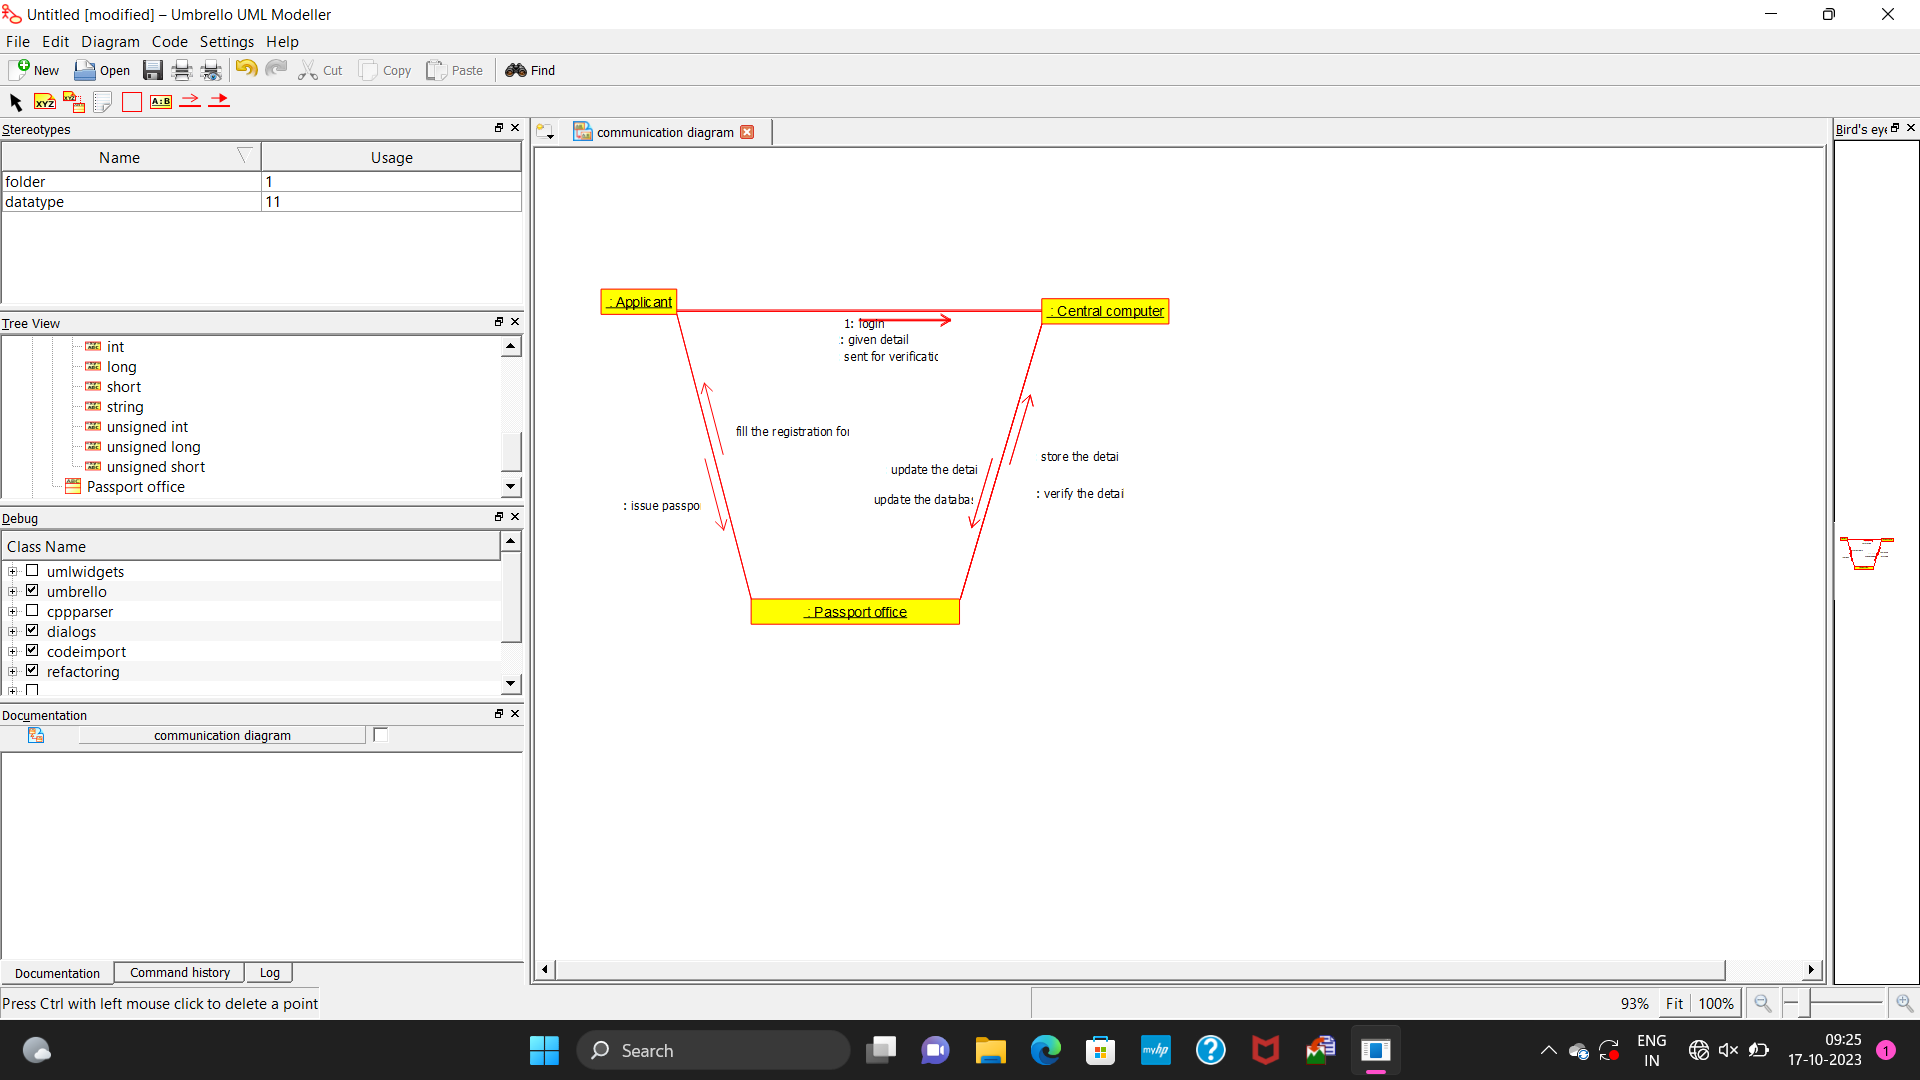 Untitled [modified] – Umbrello UML Modeller
File Edit Diagram Code Settings Help
New Open Cut Copy Paste Find
XYZ XYZ A:B
Stereotypes
Name Usage
folder 1
datatype 11
Tree View
int
long
short
string
unsigned int
unsigned long
unsigned short
Passport office
Debug
Class Name
umlwidgets
umbrello
cppparser
dialogs
codeimport
refactoring
Documentation
communication diagram
Documentation Command history Log
Press Ctrl with left mouse click to delete a point
communication diagram
: Applicant
: Central computer
1: login
: given detail
sent for verificatio
fill the registration for
store the detai
update the detai
: verify the detai
update the databas
: issue passpo
: Passport office
Bird's eye
93% Fit 100%
Search
myhp
?
ENG
IN
09:25
17-10-2023
1